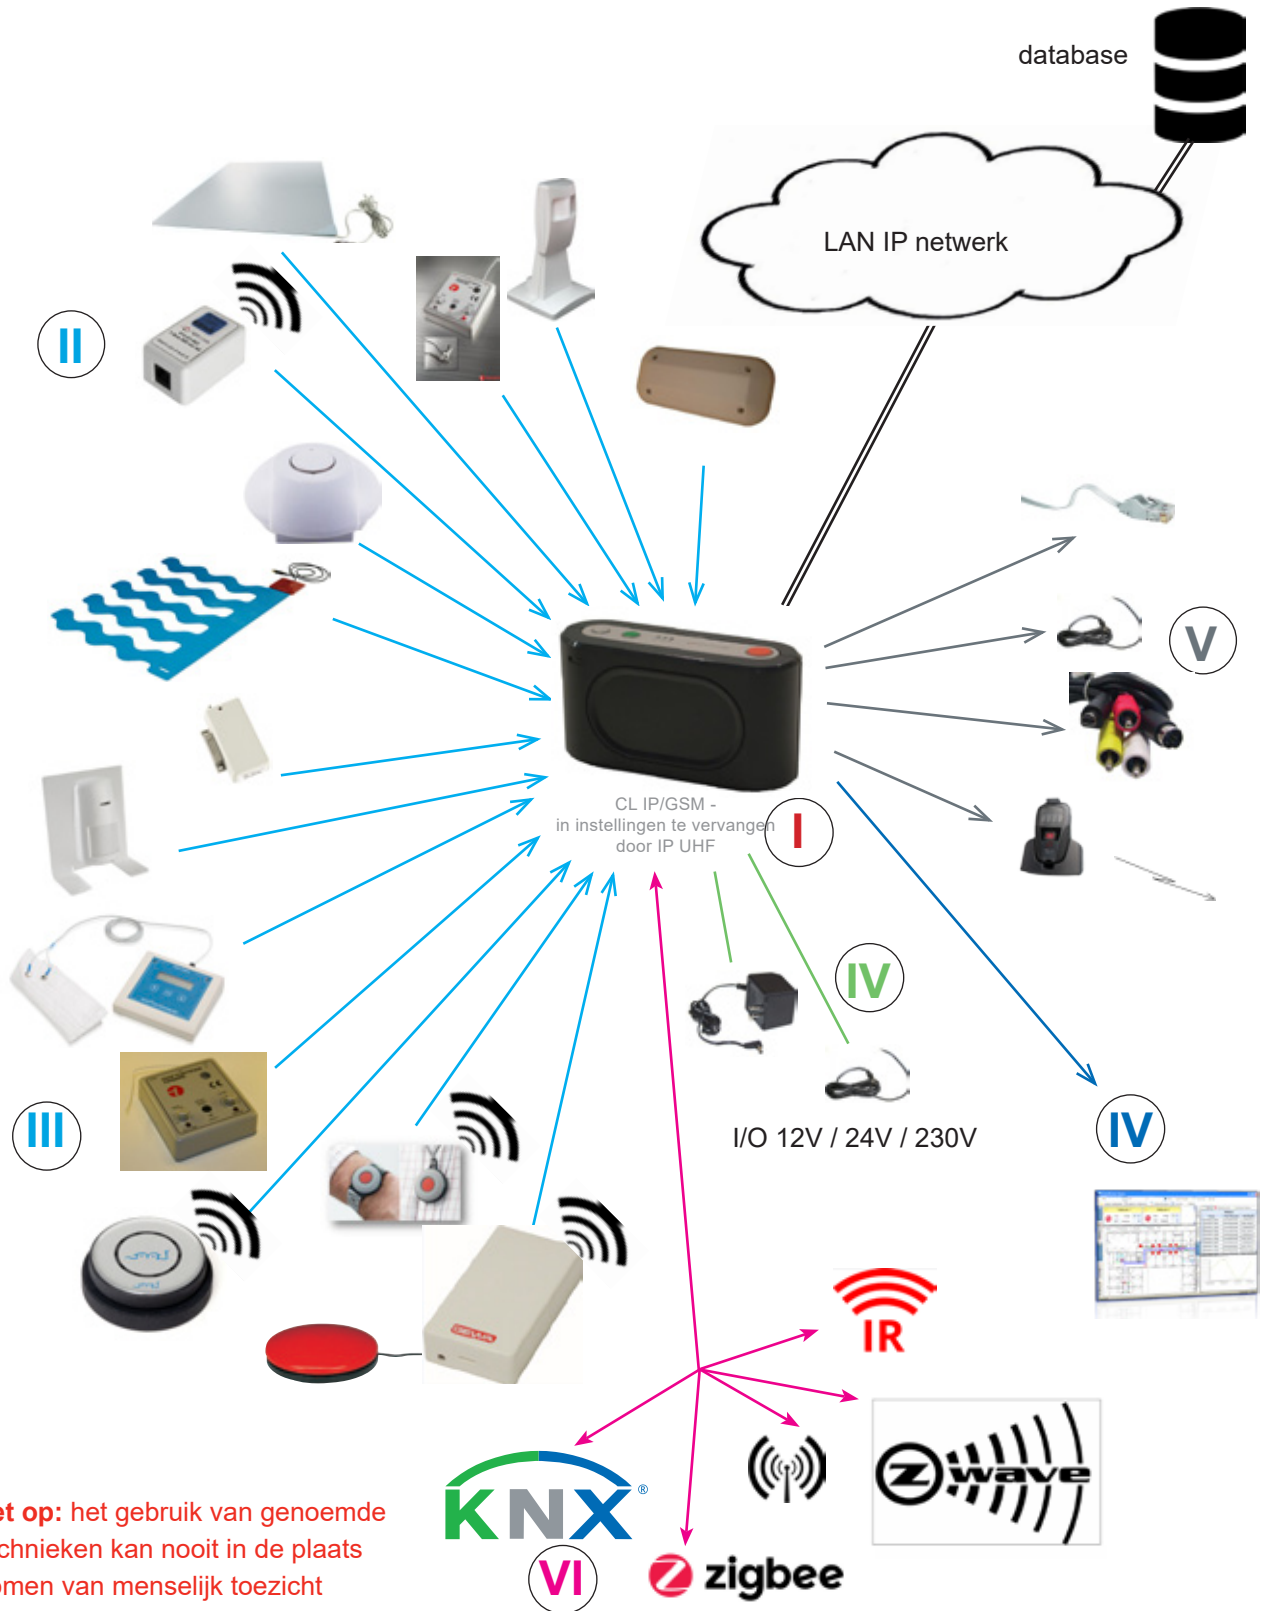 database
LAN IP netwerk
II
V
CL IP/GSM -
in instellingen te vervangen
door IP UHF
I
IV
I/O 12V / 24V / 230V
III
IV
GEWA
IR
Z wave
KNX®
et op: het gebruik van genoemde
chnieken kan nooit in de plaats
omen van menselijk toezicht
VI
zigbee